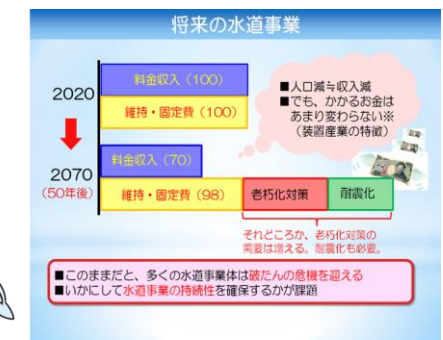 将来の水道事業
2020
料金収入（100）
維持・固定費（100）
■人口減≒収入減
■でも、かかるお金は
あまり変わらない※
（装置産業の特徴）
2070
（50年後）
料金収入（70）
維持・固定費（98）
老朽化対策
耐震化
それどころか、老朽化対策の
需要は増える。耐震化も必要。
■このままだと、多くの水道事業体は破たんの危機を迎える
■いかにして水道事業の持続性を確保するかが課題